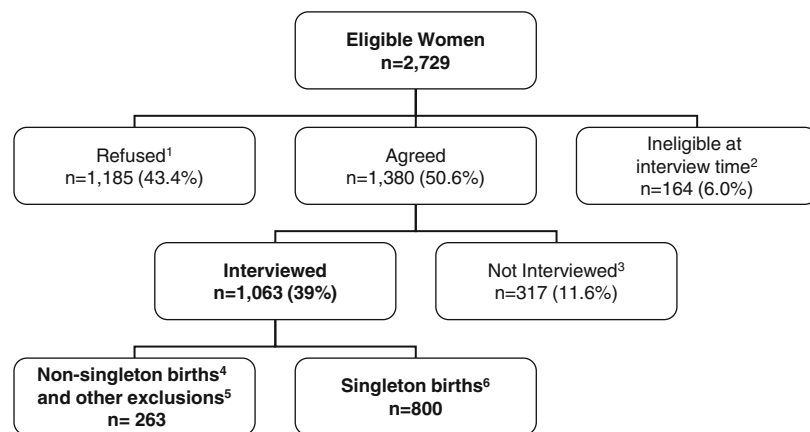 Eligible Women
n=2,729
Refused¹
n=1,185 (43.4%)
Agreed
n=1,380 (50.6%)
Ineligible at
interview time²
n=164 (6.0%)
Interviewed
n=1,063 (39%)
Not Interviewed³
n=317 (11.6%)
Non-singleton births⁴
and other exclusions⁵
n= 263
Singleton births⁶
n=800